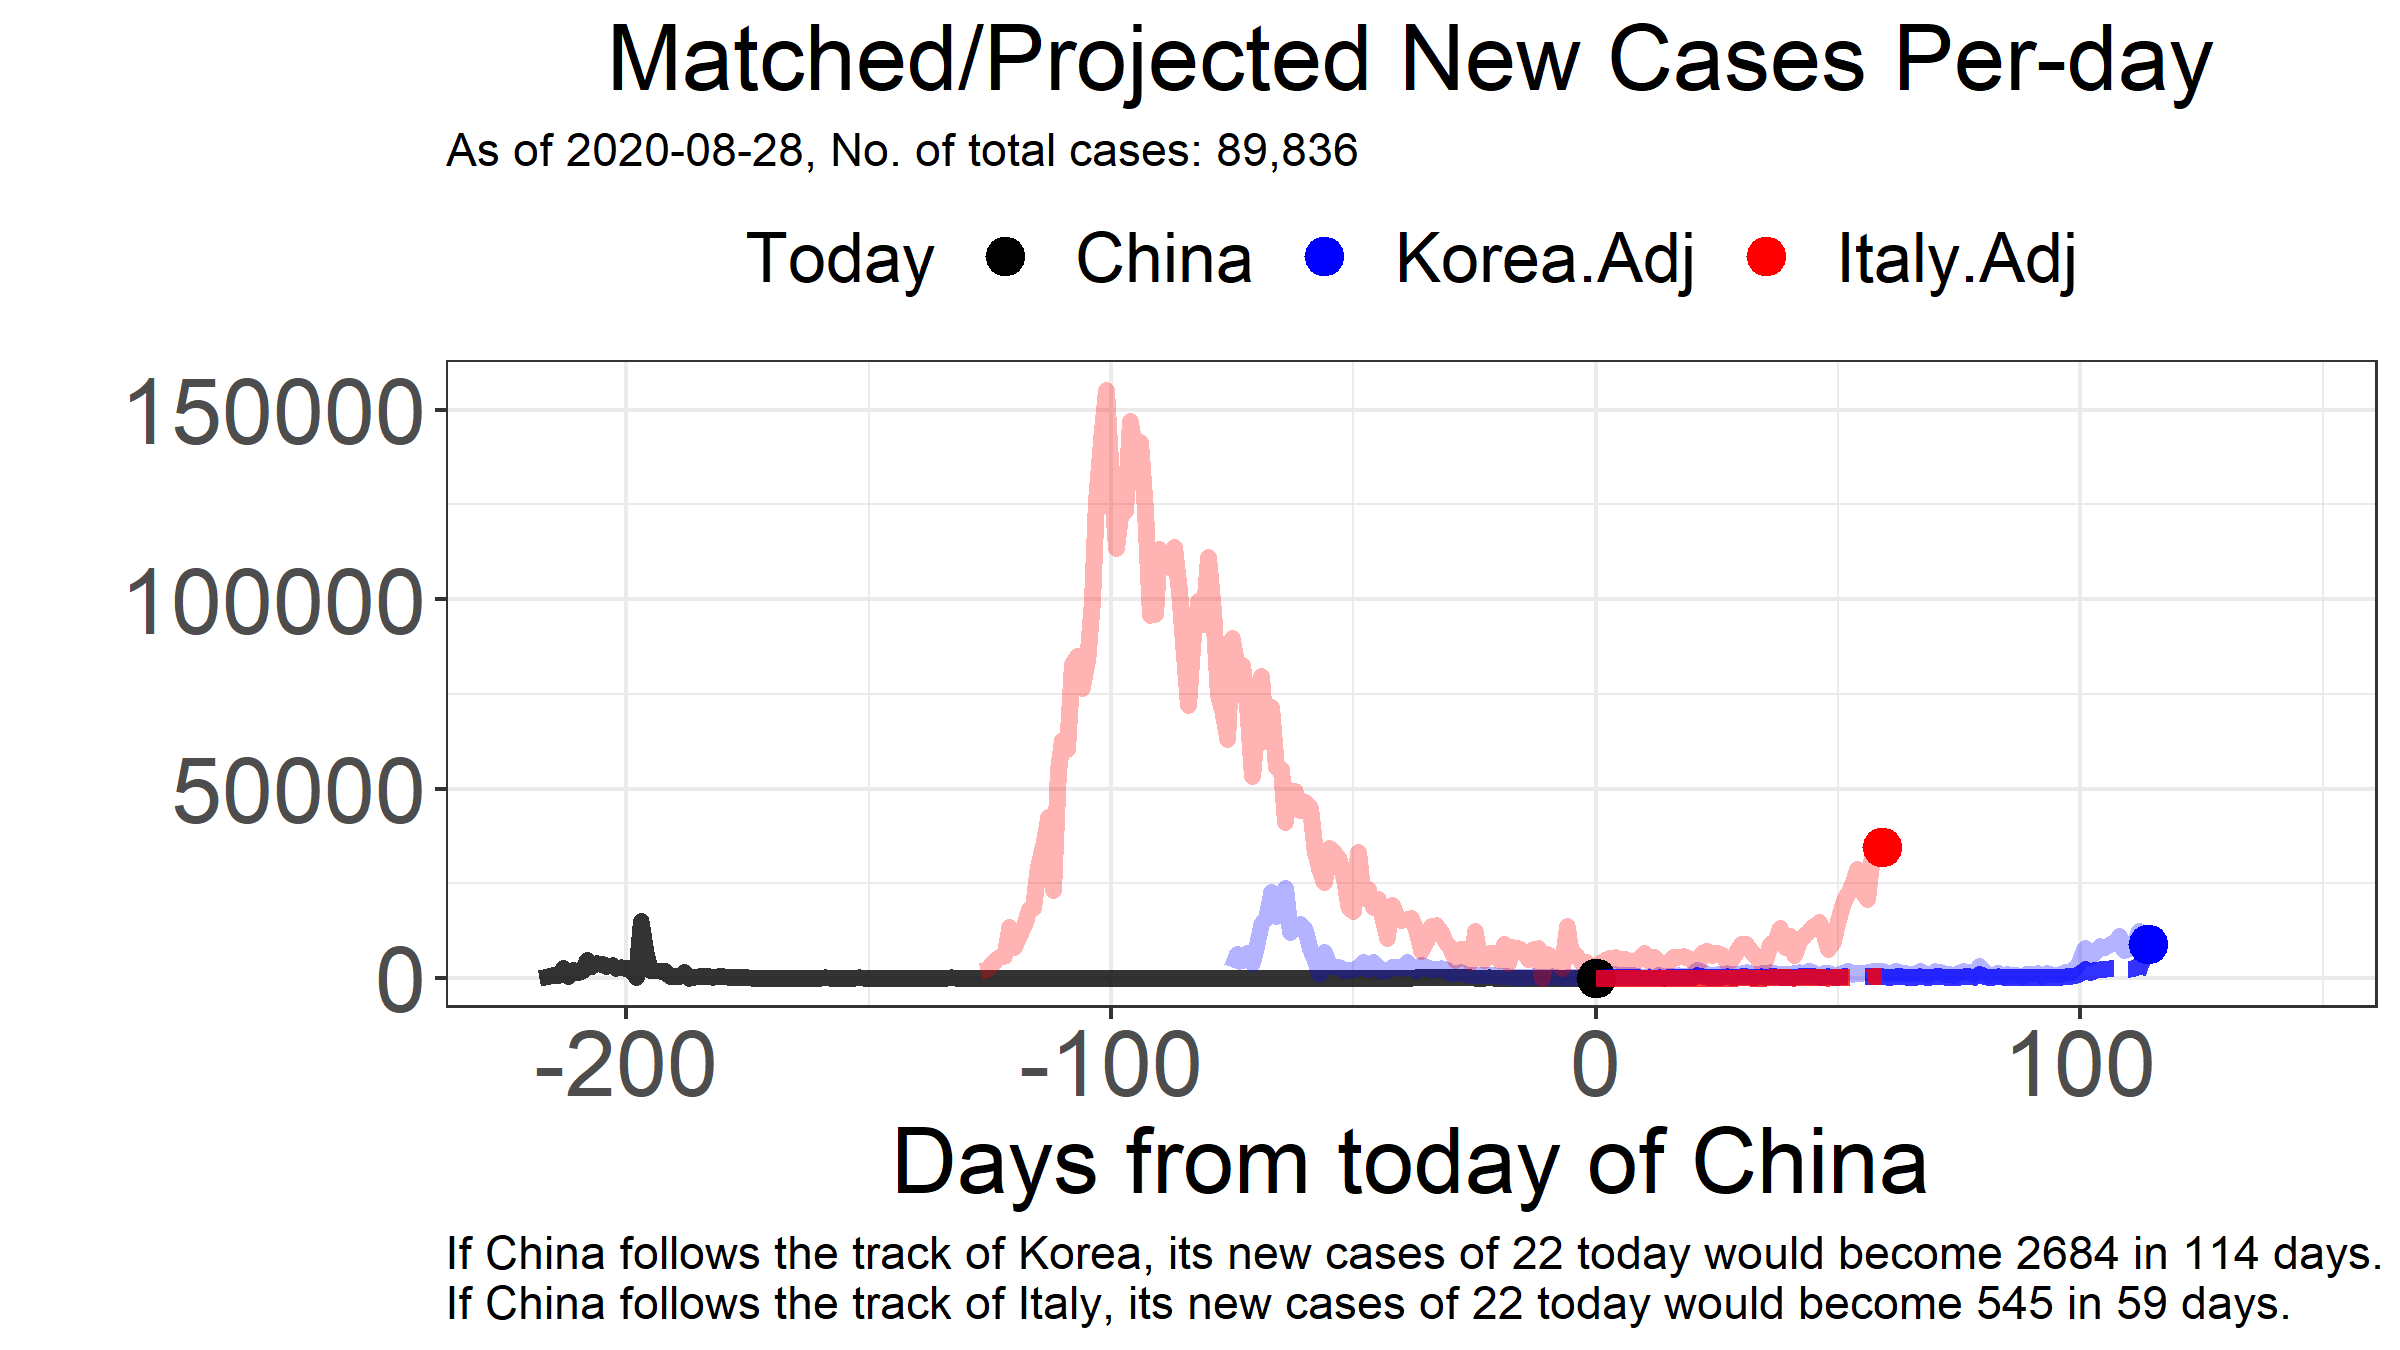 Matched/Projected New Cases Per-day
As of 2020-08-28, No. of total cases: 89,836
Today China Korea.Adj Italy.Adj
150000
100000
50000
0
-200 -100 0 100
Days from today of China
If China follows the track of Korea, its new cases of 22 today would become 2684 in 114 days.
If China follows the track of Italy, its new cases of 22 today would become 545 in 59 days.